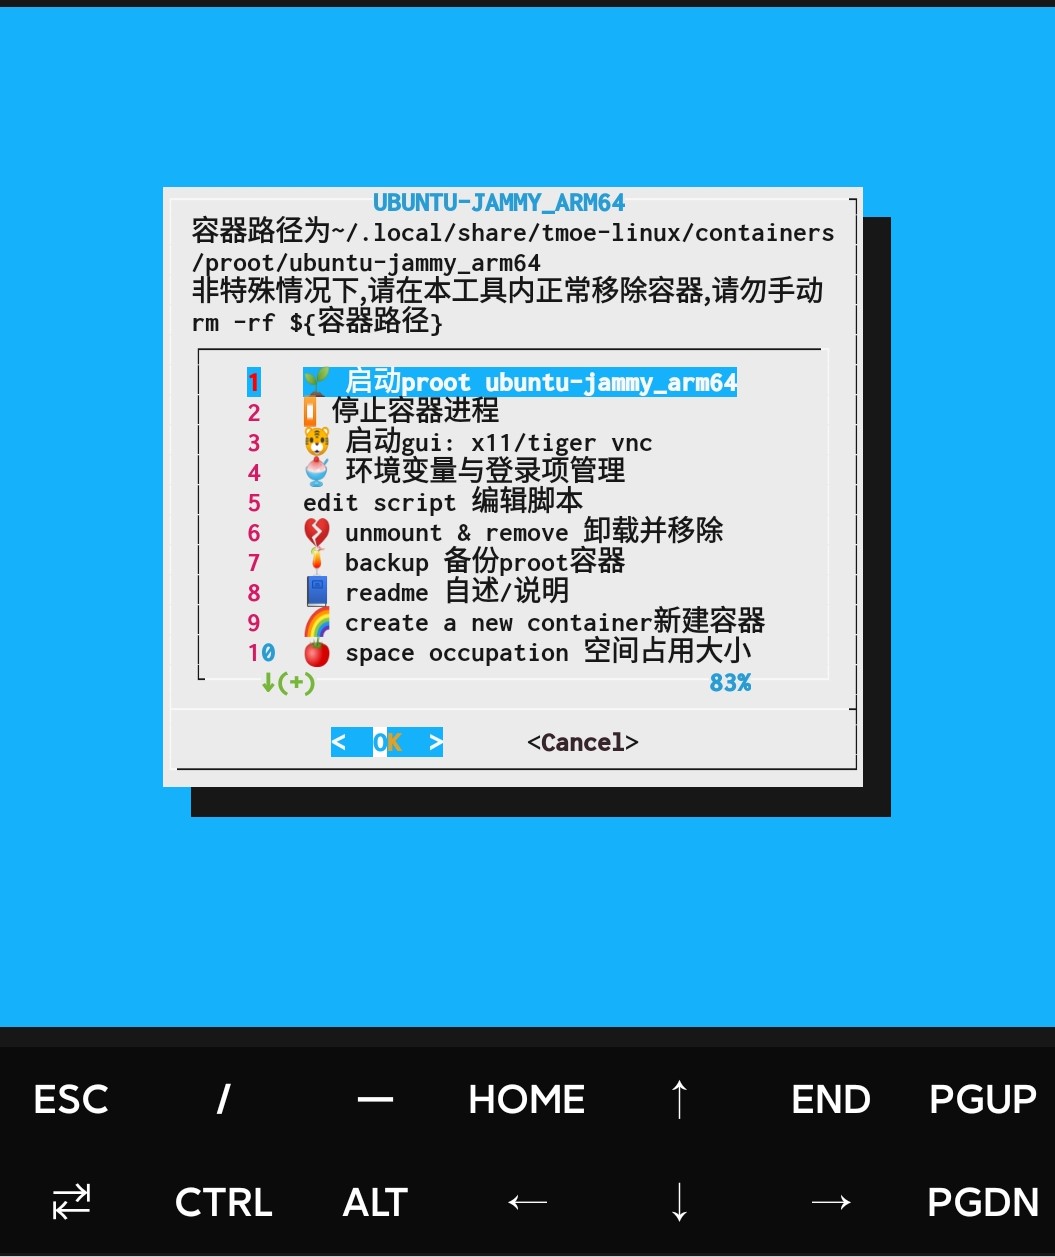 UBUNTU-JAMMY_ARM64
容器路径为~/.local/share/tmoe-linux/containers
/proot/ubuntu-jammy_arm64
非特殊情况下,请在本工具内正常移除容器,请勿手动
rm -rf ${容器路径}
1 🌱 启动proot ubuntu-jammy_arm64
2 停止容器进程
3 🐯 启动gui: x11/tiger vnc
4 🍧 环境变量与登录项管理
5 edit script 编辑脚本
6 💔 unmount & remove 卸载并移除
7 🍹 backup 备份proot容器
8 📘 readme 自述/说明
9 🌈 create a new container新建容器
10 🍅 space occupation 空间占用大小
↓(+) 83%
< OK > <Cancel>
ESC / — HOME ↑ END PGUP
⇄ CTRL ALT ← ↓ → PGDN